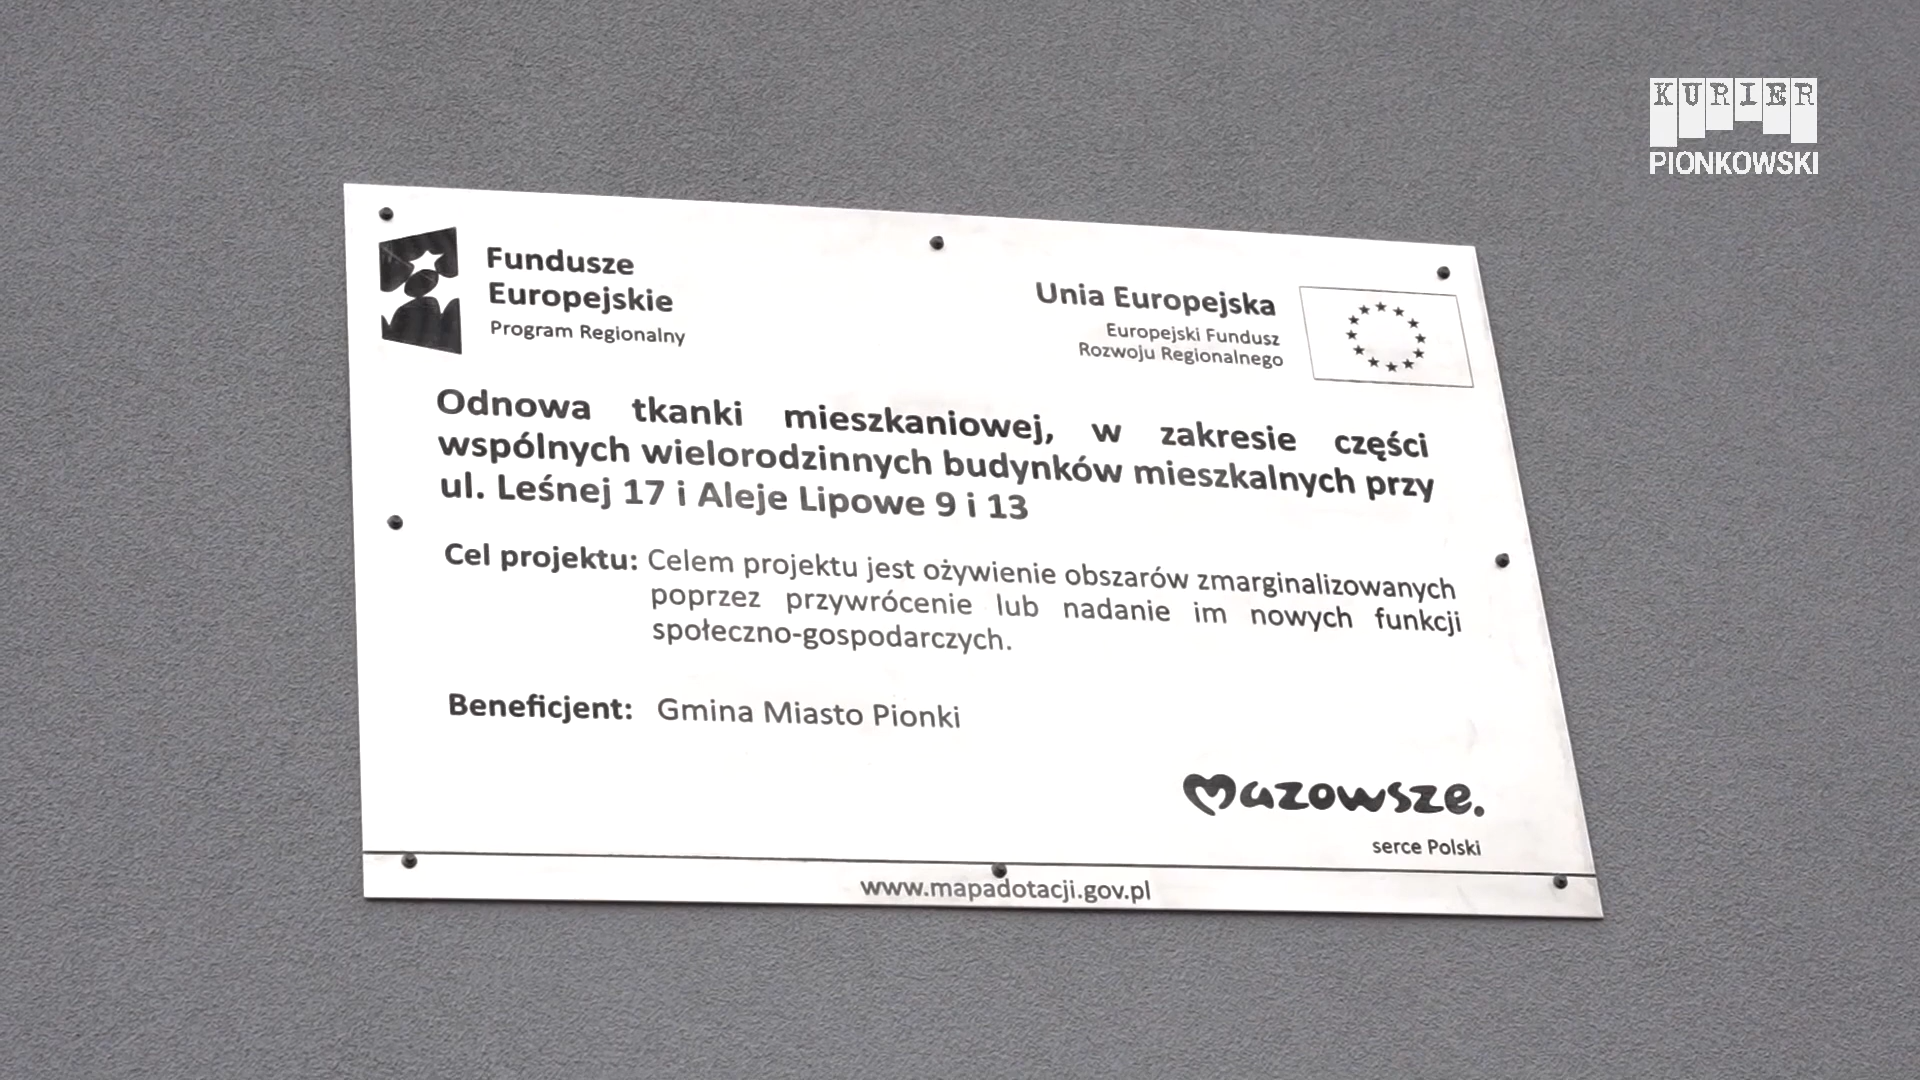 KURIER
PIONKOWSKI
Fundusze
Europejskie
Program Regionalny
Unia Europejska
Europejski Fundusz
Rozwoju Regionalnego
Odnowa tkanki mieszkaniowej, w zakresie części
wspólnych wielorodzinnych budynków mieszkalnych przy
ul. Leśnej 17 i Aleje Lipowe 9 i 13
Cel projektu: Celem projektu jest ożywienie obszarów zmarginalizowanych
poprzez przywrócenie lub nadanie im nowych funkcji
społeczno-gospodarczych.
Beneficjent: Gmina Miasto Pionki
mazowsze.
serce Polski
www.mapadotacji.gov.pl